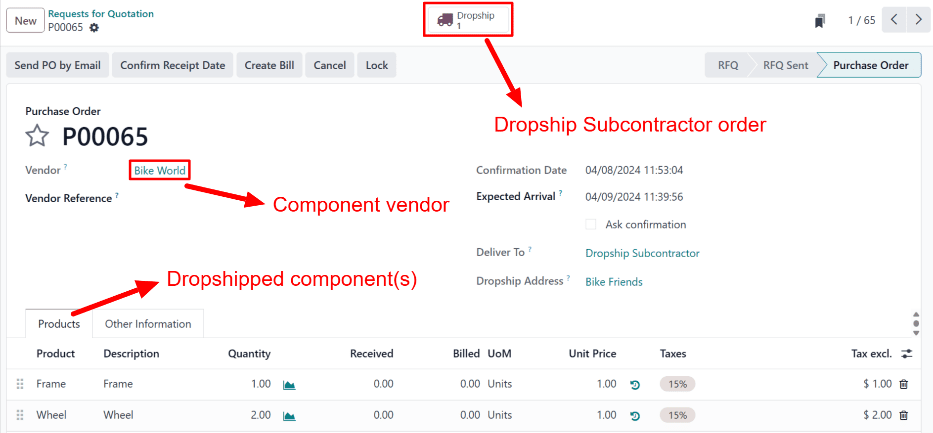 New Requests for Quotation P00065 Dropship 1 1 / 65
Send PO by Email Confirm Receipt Date Create Bill Cancel Lock RFQ RFQ Sent Purchase Order
Purchase Order
P00065
Dropship Subcontractor order
Vendor ? Bike World Confirmation Date 04/08/2024 11:53:04
Vendor Reference ? Component vendor Expected Arrival ? 04/09/2024 11:39:56
Ask confirmation
Deliver To ? Dropship Subcontractor
Dropshipped component(s) Dropship Address ? Bike Friends
Products Other Information
Product Description Quantity Received Billed UoM Unit Price Taxes Tax excl.
Frame Frame 1.00 0.00 0.00 Units 1.00 15% $ 1.00
Wheel Wheel 2.00 0.00 0.00 Units 1.00 15% $ 2.00